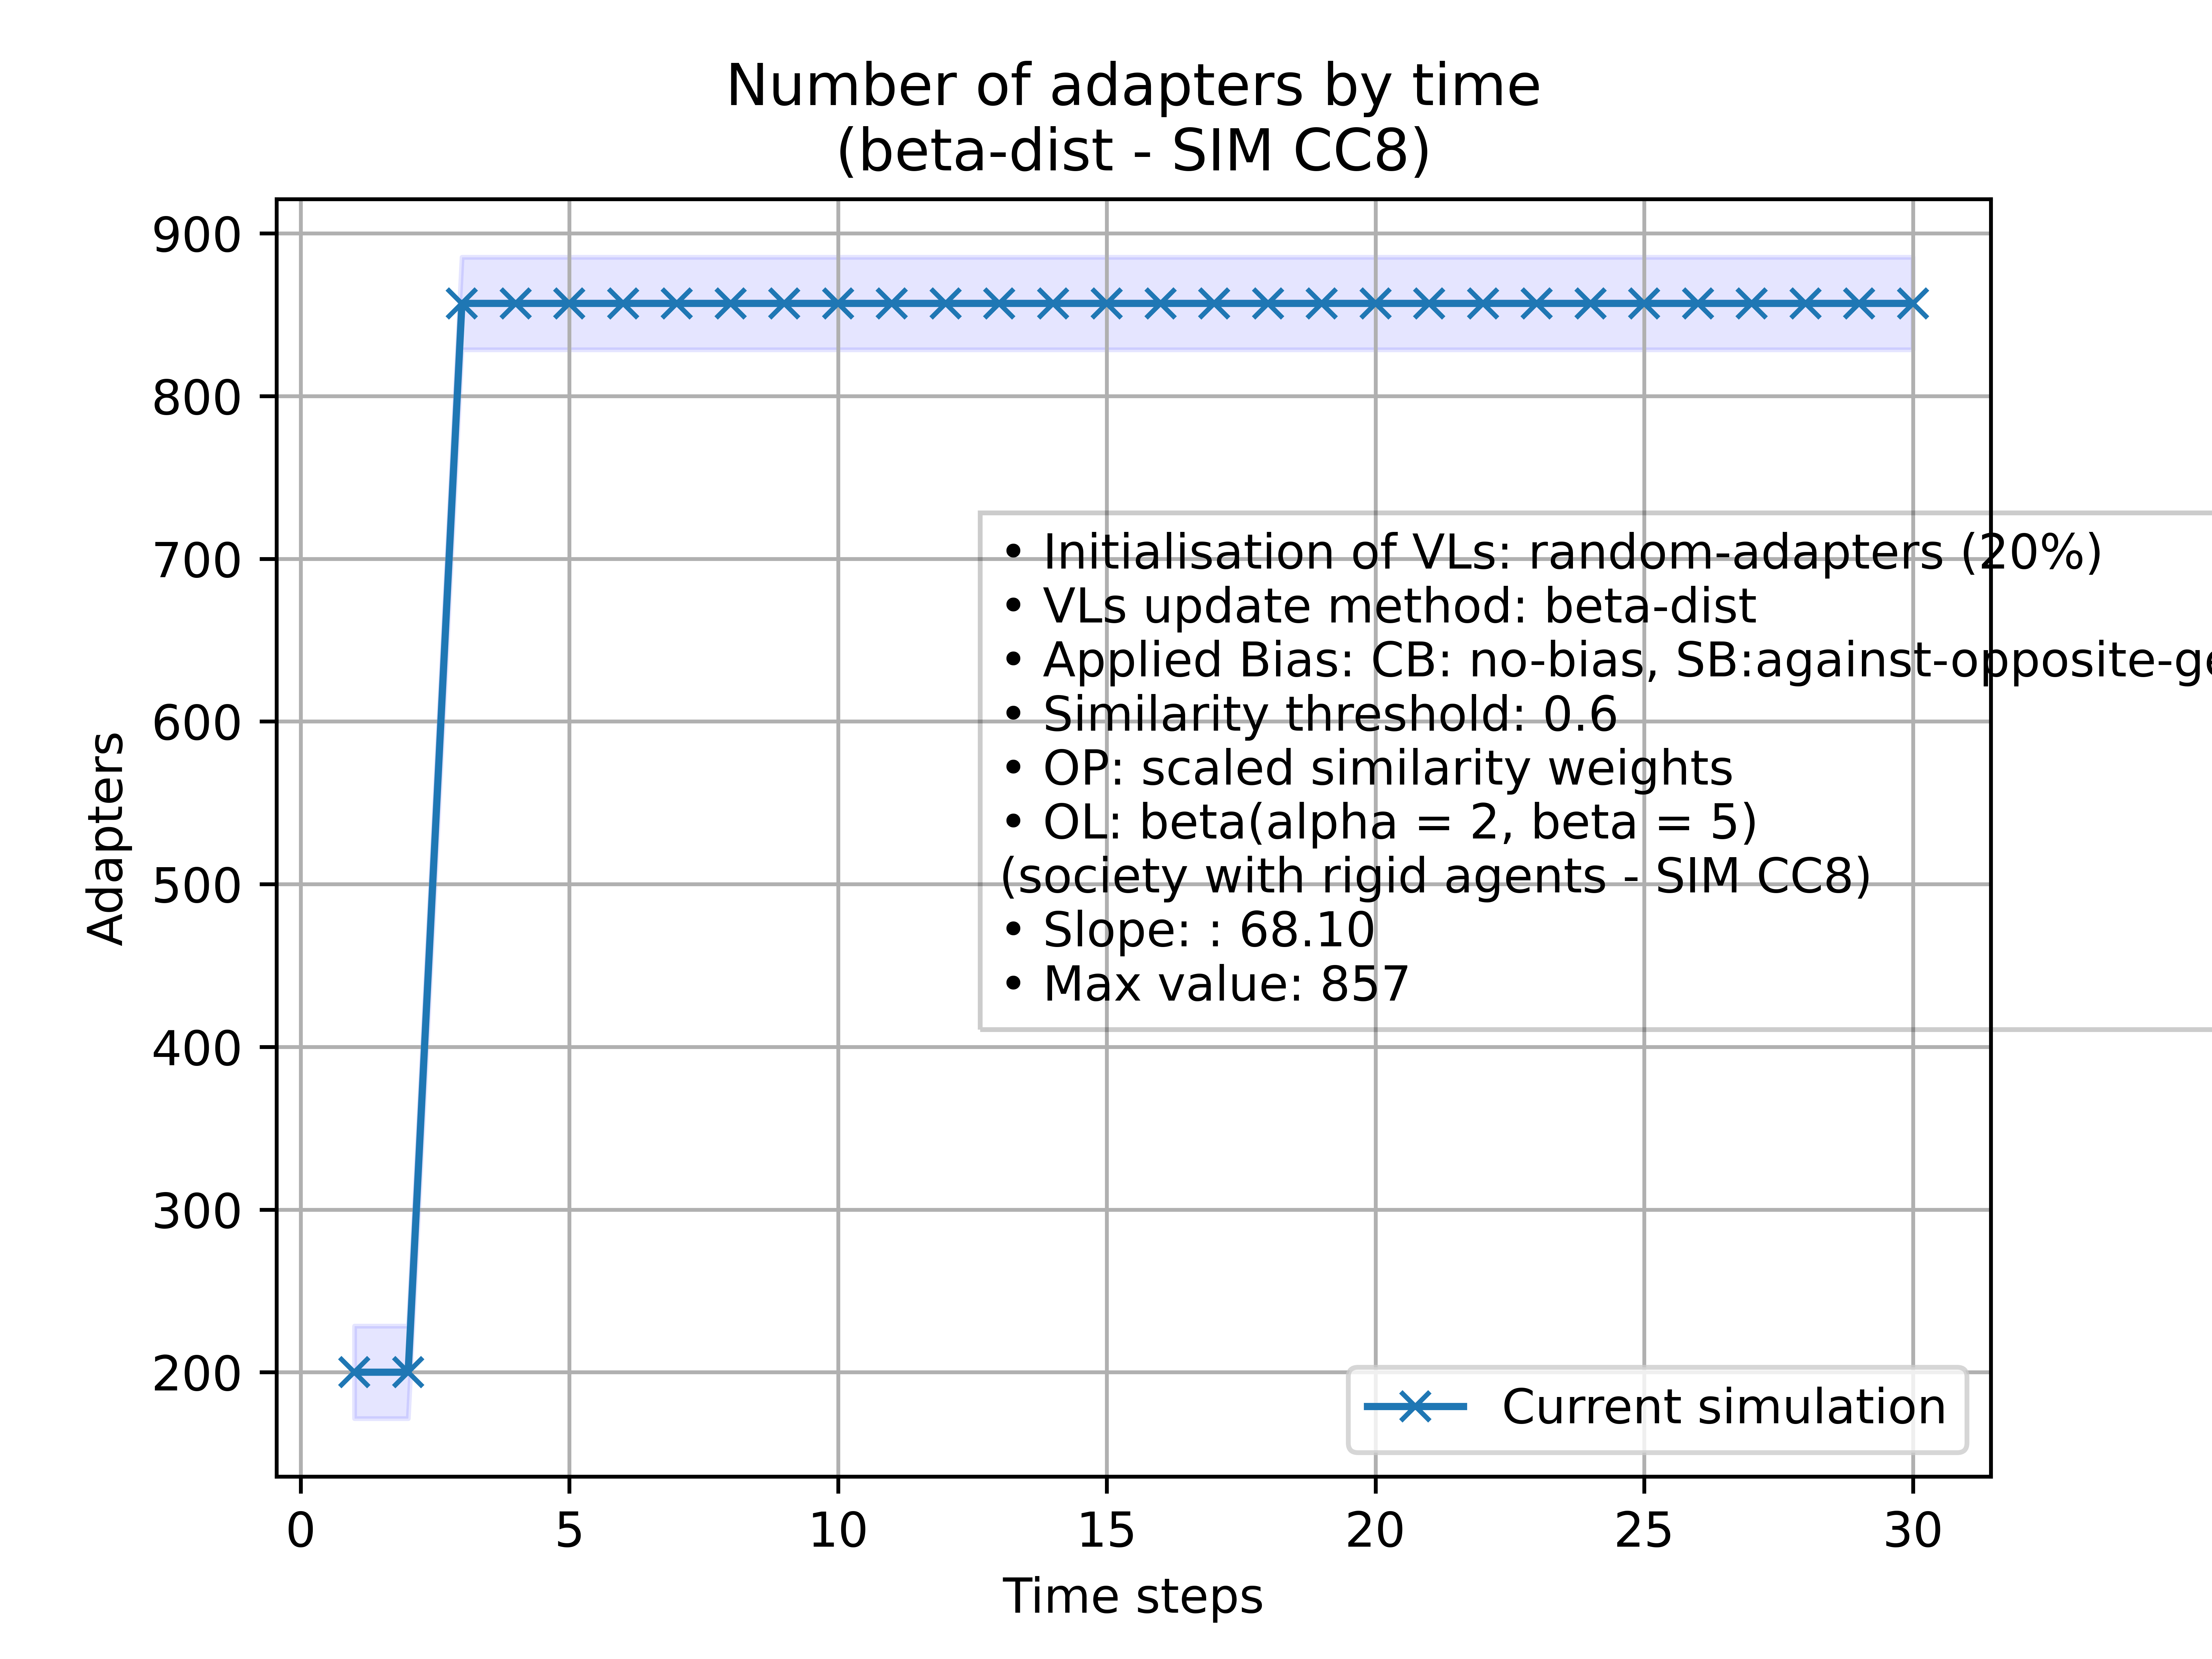 Number of adapters by time
(beta-dist - SIM CC8)
900
800
700
600
500
400
300
200
Adapters
• Initialisation of VLs: random-adapters (20%)
• VLs update method: beta-dist
• Applied Bias: CB: no-bias, SB:against-opposite-ge
• Similarity threshold: 0.6
• OP: scaled similarity weights
• OL: beta(alpha = 2, beta = 5)
(society with rigid agents - SIM CC8)
• Slope: : 68.10
• Max value: 857
Current simulation
0 5 10 15 20 25 30
Time steps